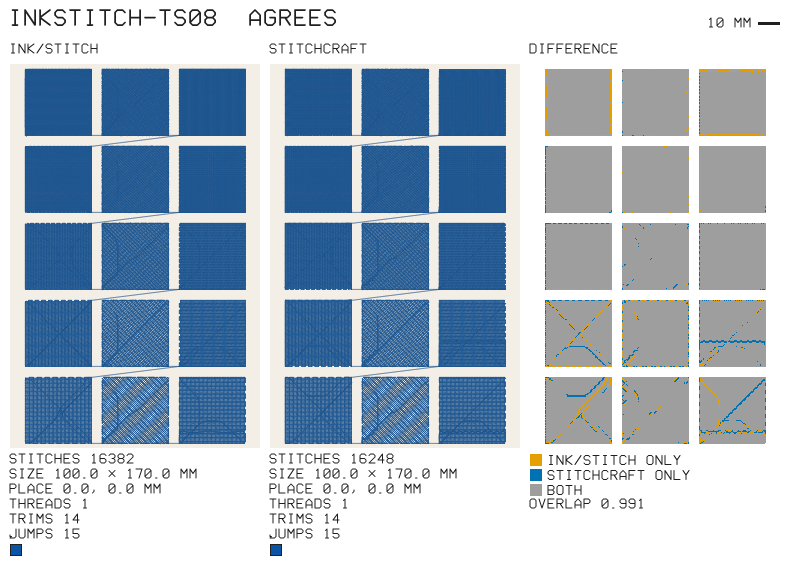 INKSTITCH-TS08 AGREES
10 MM
INK/STITCH
STITCHCRAFT
DIFFERENCE
STITCHES 16382
SIZE 100.0 × 170.0 MM
PLACE 0.0, 0.0 MM
THREADS 1
TRIMS 14
JUMPS 15
STITCHES 16248
SIZE 100.0 × 170.0 MM
PLACE 0.0, 0.0 MM
THREADS 1
TRIMS 14
JUMPS 15
INK/STITCH ONLY
STITCHCRAFT ONLY
BOTH
OVERLAP 0.991